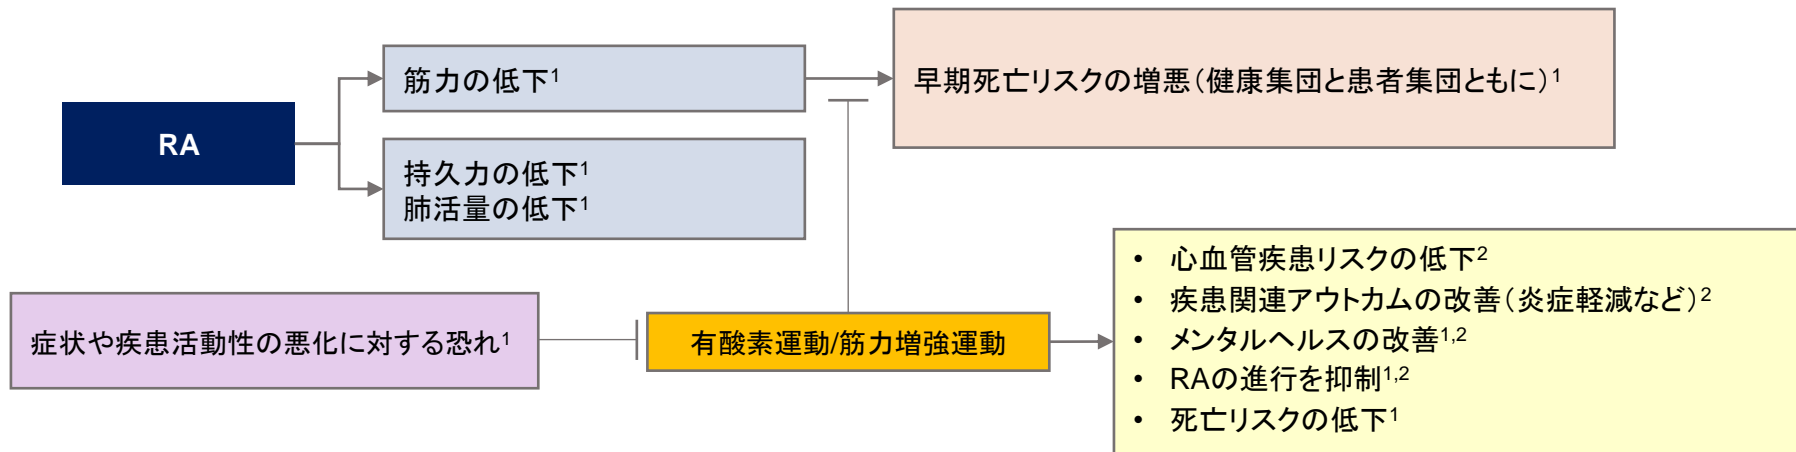 RA
筋力の低下1
持久力の低下1
肺活量の低下1
早期死亡リスクの増悪（健康集団と患者集団ともに）1
症状や疾患活動性の悪化に対する恐れ1
有酸素運動/筋力増強運動
• 心血管疾患リスクの低下2
• 疾患関連アウトカムの改善（炎症軽減など）2
• メンタルヘルスの改善1,2
• RAの進行を抑制1,2
• 死亡リスクの低下1